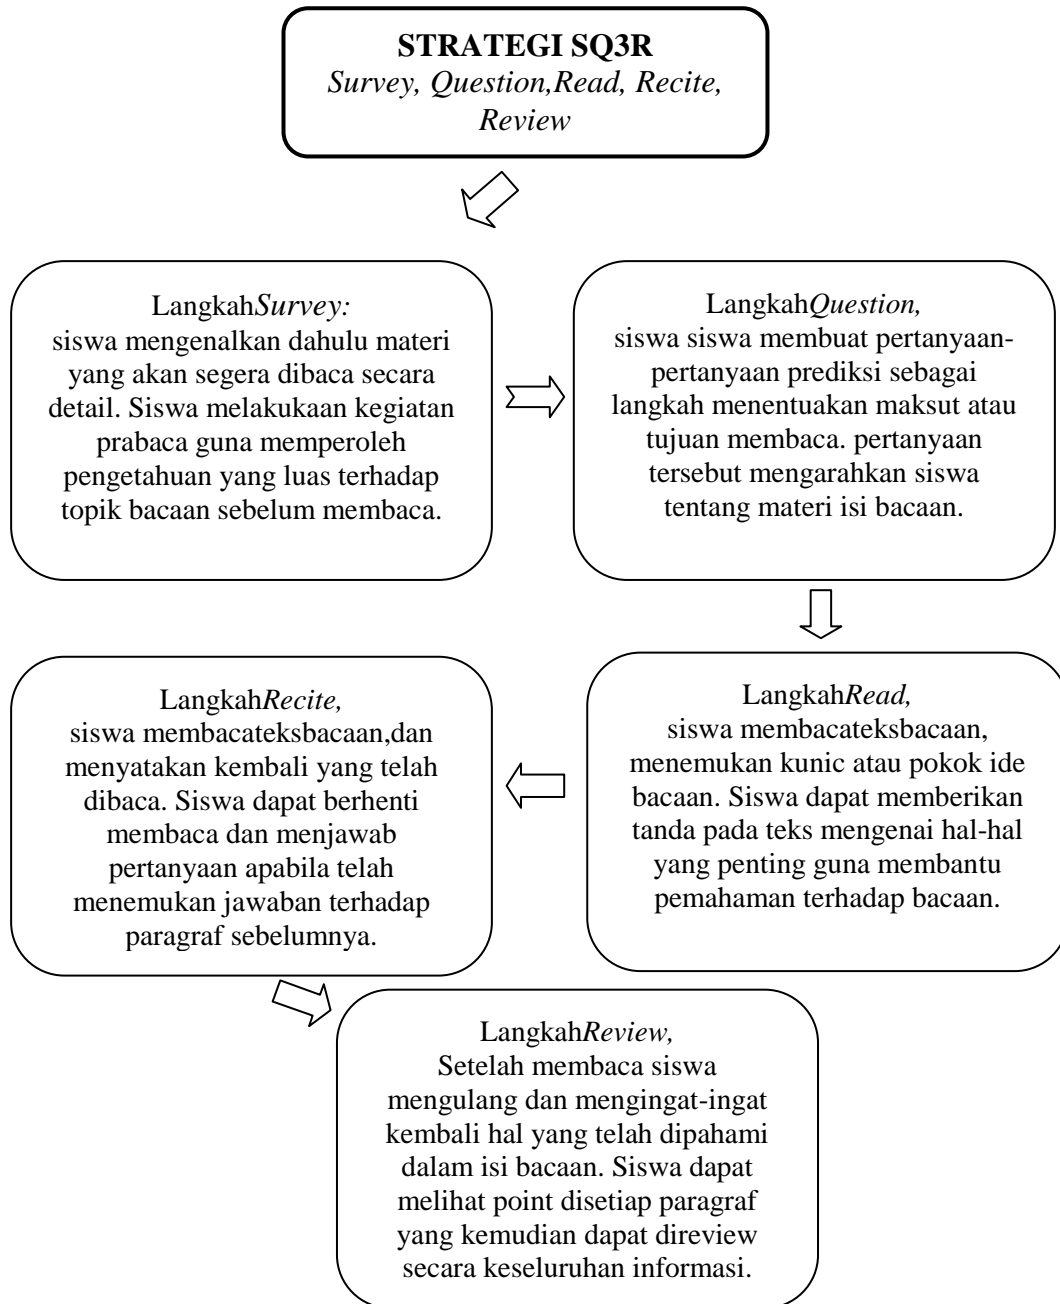 STRATEGI SQ3R
Survey, Question,Read, Recite,
Review
LangkahSurvey:
siswa mengenalkan dahulu materi
yang akan segera dibaca secara
detail. Siswa melakukaan kegiatan
prabaca guna memperoleh
pengetahuan yang luas terhadap
topik bacaan sebelum membaca.
LangkahQuestion,
siswa siswa membuat pertanyaan-
pertanyaan prediksi sebagai
langkah menentuakan maksut atau
tujuan membaca. pertanyaan
tersebut mengarahkan siswa
tentang materi isi bacaan.
LangkahRead,
siswa membacateksbacaan,
menemukan kunic atau pokok ide
bacaan. Siswa dapat memberikan
tanda pada teks mengenai hal-hal
yang penting guna membantu
pemahaman terhadap bacaan.
LangkahRecite,
siswa membacateksbacaan,dan
menyatakan kembali yang telah
dibaca. Siswa dapat berhenti
membaca dan menjawab
pertanyaan apabila telah
menemukan jawaban terhadap
paragraf sebelumnya.
LangkahReview,
Setelah membaca siswa
mengulang dan mengingat-ingat
kembali hal yang telah dipahami
dalam isi bacaan. Siswa dapat
melihat point disetiap paragraf
yang kemudian dapat direview
secara keseluruhan informasi.